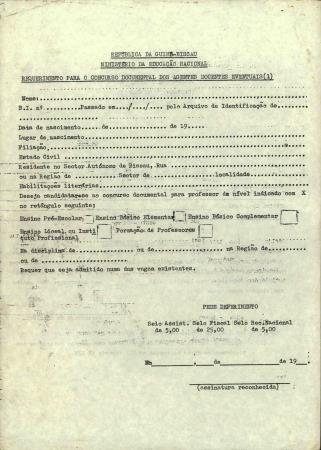 REPÚBLICA DA GUINÉ-BISSAU
MINISTÉRIO DA EDUCAÇÃO NACIONAL
REQUERIMENTO PARA O CONCURSO DOCUMENTAL DOS AGENTES DOCENTES EVENTUAIS(1)
Nome:
B.I. nº Passado em / / pelo Arquivo de Identificação de
Data de nascimento de de 19
Lugar de nascimento
Filiação e
Estado Civil
Residente no Sector Autónomo de Bissau, Rua
ou na Região de Sector de localidade
Habilitações literárias
Deseja candidatar-se ao concurso documental para professor de nível indicado com X
no retângulo seguinte:
Ensino Pré-Escolar Ensino Básico Elementar Ensino Básico Complementar
Ensino Liceal ou Insti
tuto Profissional Formação de Professores
Na disciplina de ou de na Região de
ou de
Requer que seja admitido numa das vagas existentes.
PEDE DEFERIMENTO
Selo Assist. Selo Fiscal Selo Rec.Nacional
de 5,00 de 25,00 de 5,00
de de 19
(assinatura reconhecida)